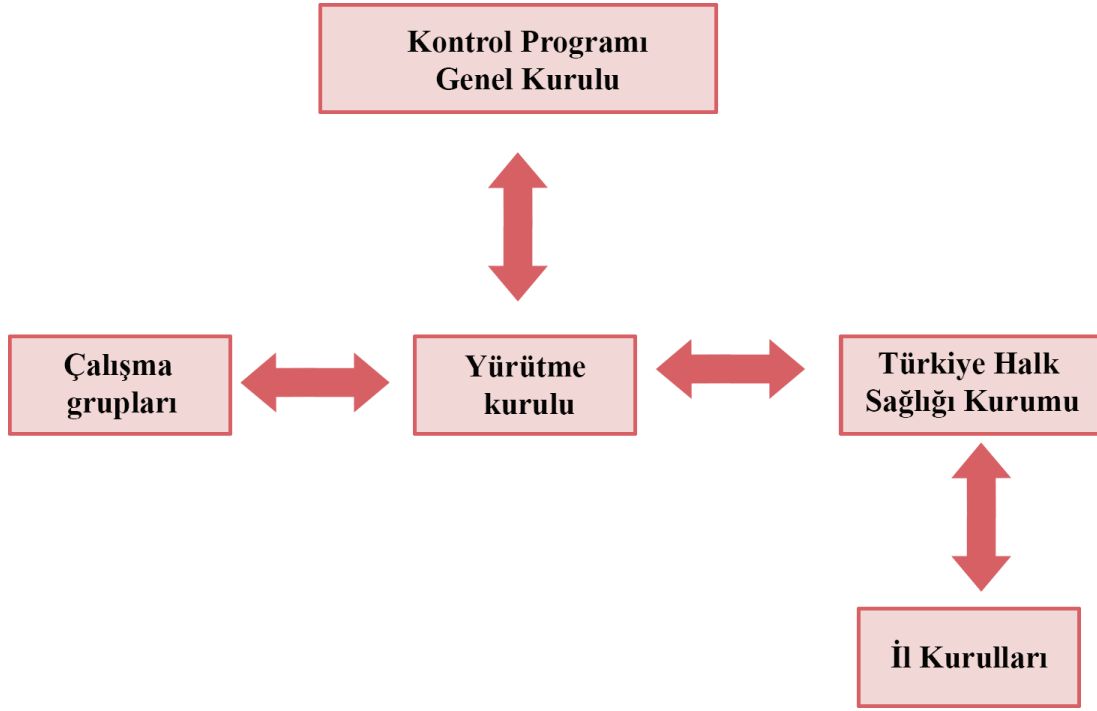 Kontrol Programı
Genel Kurulu
Çalışma
grupları
Yürütme
kurulu
Türkiye Halk
Sağlığı Kurumu
İl Kurulları